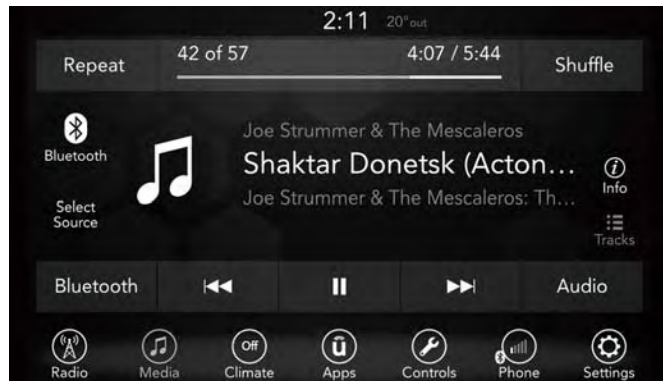 2:11 20°out
Repeat
42 of 57 4:07 / 5:44
Shuffle
Bluetooth
Select
Source
Joe Strummer & The Mescaleros
Shaktar Donetsk (Acton…
Joe Strummer & The Mescaleros: Th…
Info
Tracks
Bluetooth
Audio
Radio
Media
Off
Climate
ū
Apps
Controls
Phone
Settings